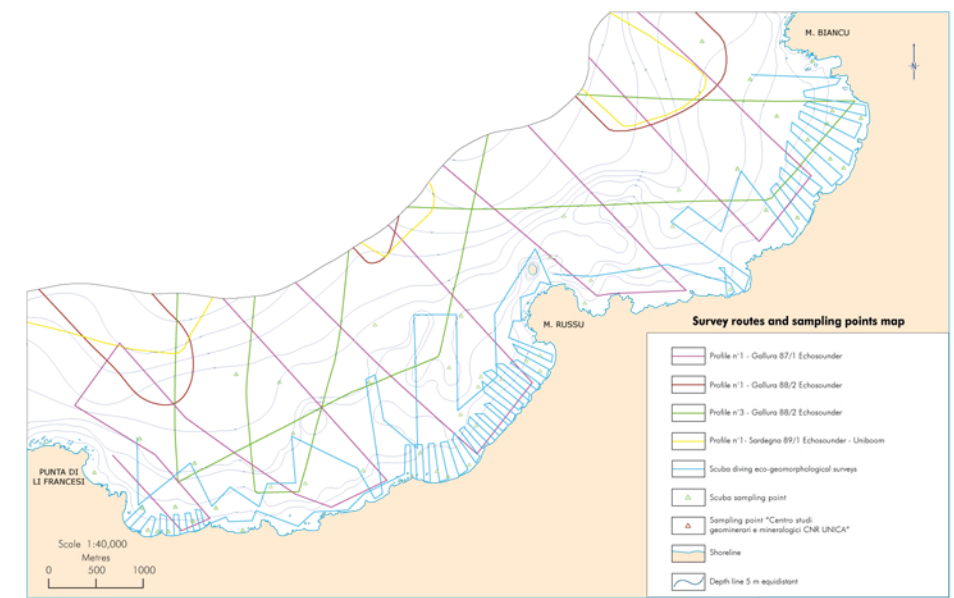 M. BIANCU
N
M. RUSSU
Survey routes and sampling points map
Profile n°1 - Gallura 87/1 Echosounder
Profile n°1 - Gallura 88/2 Echosounder
Profile n°3 - Gallura 88/2 Echosounder
Profile n°1- Sardegna 89/1 Echosounder - Uniboom
Scuba diving eco-geomorphological surveys
Scuba sampling point
Sampling point "Centro studi
geominerari e mineralogici CNR UNICA"
Shoreline
Depth line 5 m equidistant
PUNTA DI
LI FRANCESI
Scale 1:40,000
Metres
0 500 1000